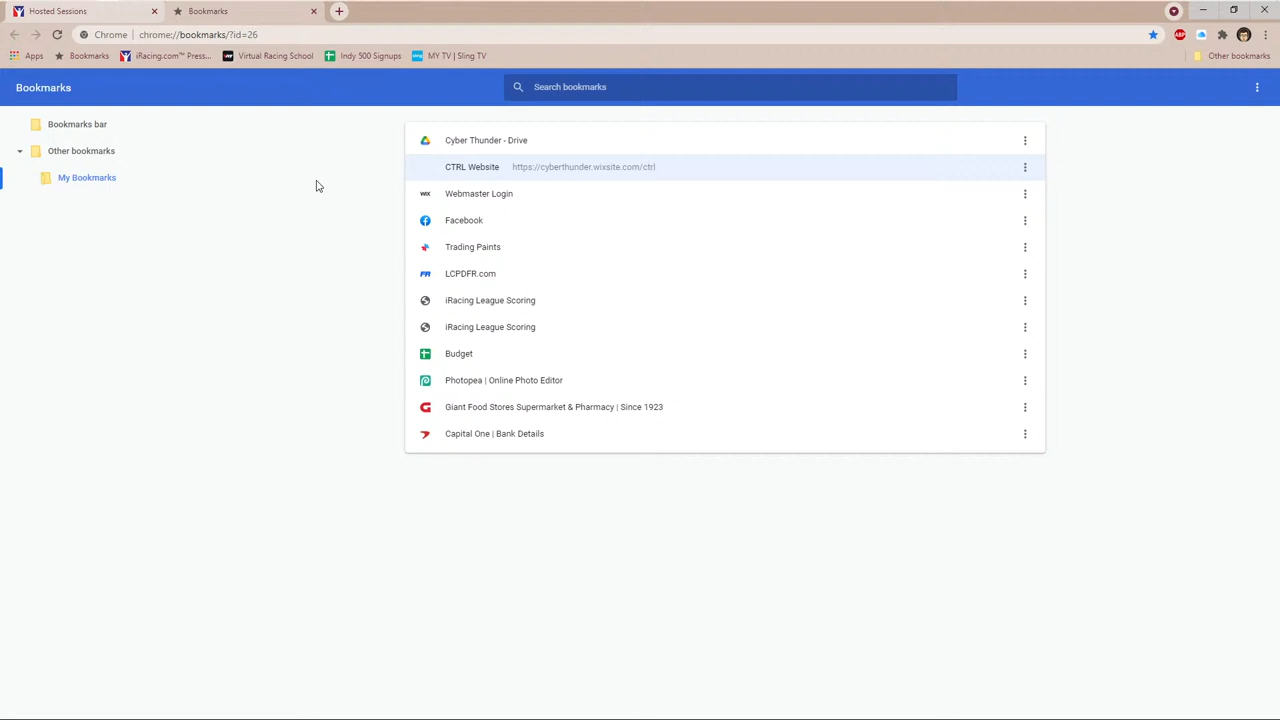 Hosted Sessions
Bookmarks
Chrome | chrome://bookmarks/?id=26
ABP
Apps
Bookmarks
iRacing.com™ Press...
Virtual Racing School
Indy 500 Signups
MY TV | Sling TV
Other bookmarks
Bookmarks
Search bookmarks
Bookmarks bar
Other bookmarks
My Bookmarks
Cyber Thunder - Drive
CTRL Website https://cyberthunder.wixsite.com/ctrl
WIX Webmaster Login
Facebook
Trading Paints
FR LCPDFR.com
iRacing League Scoring
iRacing League Scoring
Budget
Photopea | Online Photo Editor
Giant Food Stores Supermarket & Pharmacy | Since 1923
Capital One | Bank Details